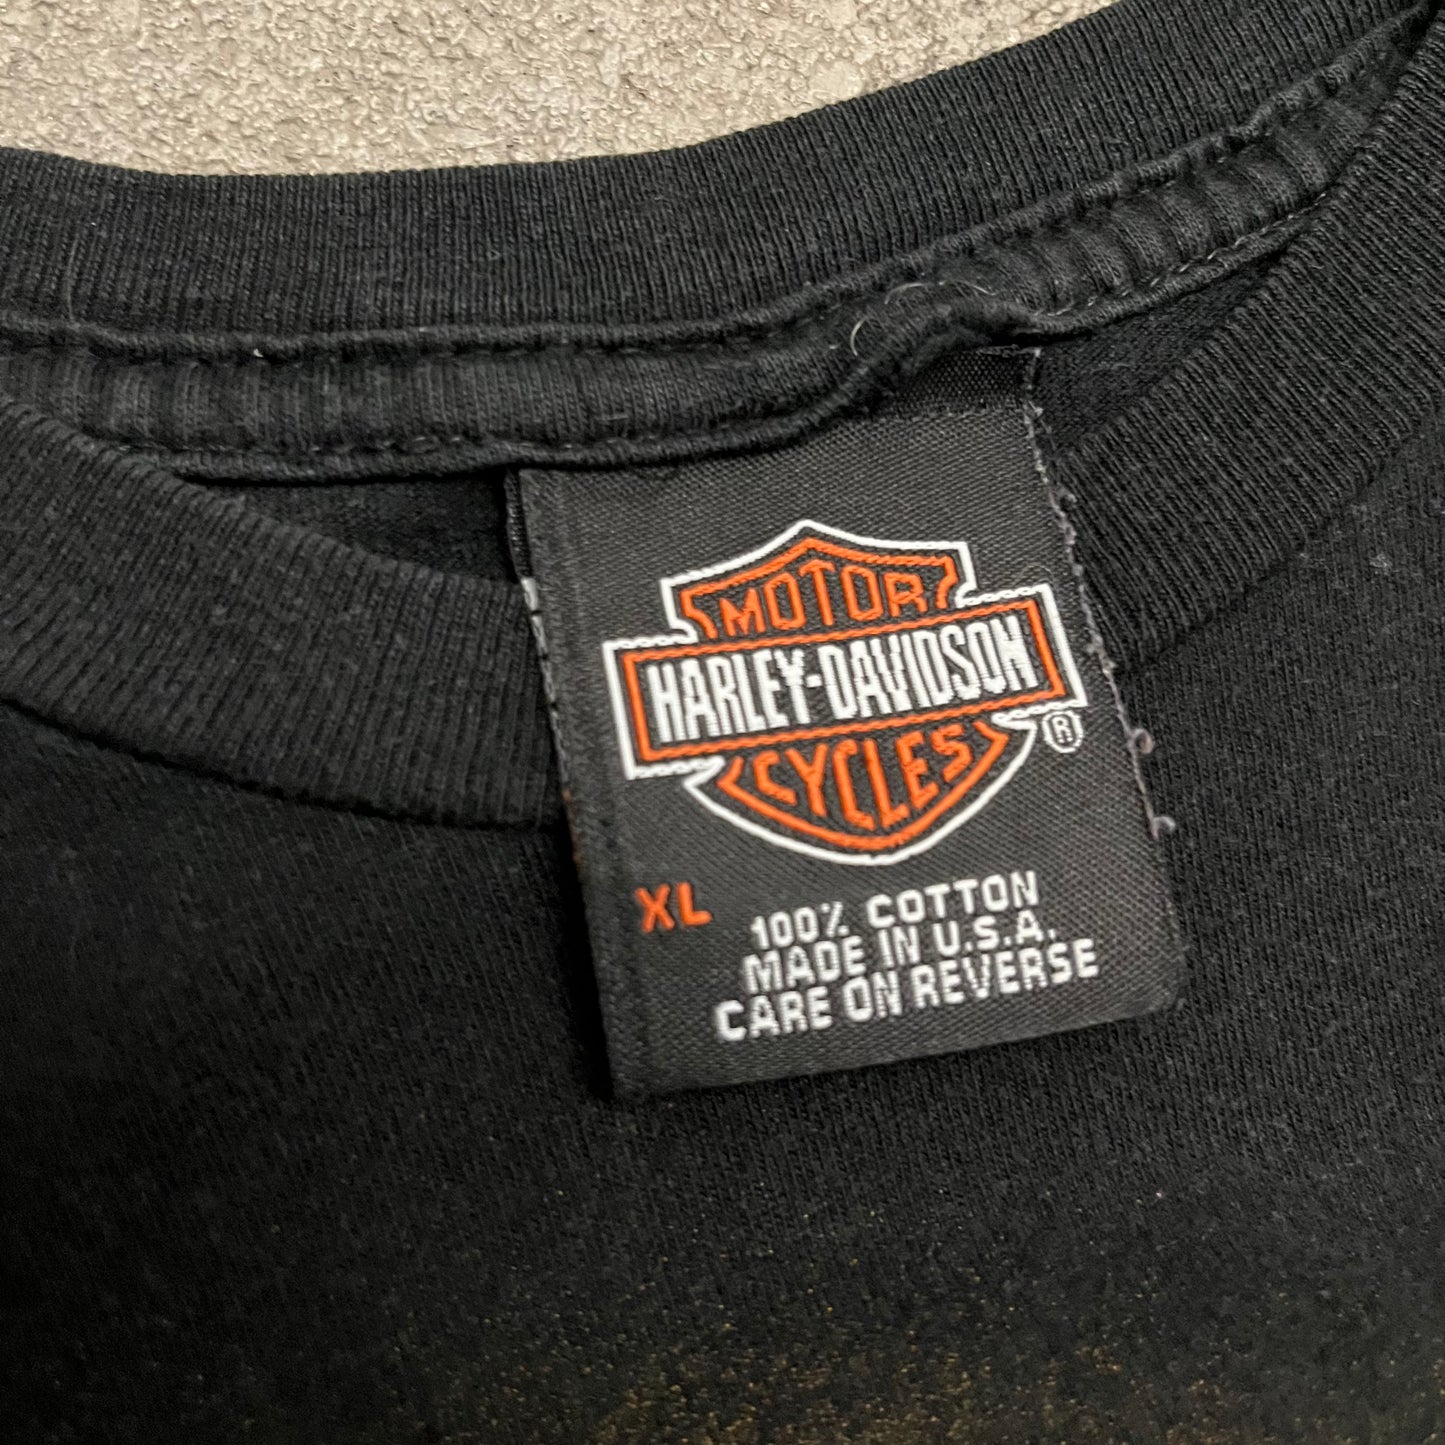 MOTOR
HARLEY-DAVIDSON
CYCLES
®
XL
100% COTTON
MADE IN U.S.A.
CARE ON REVERSE